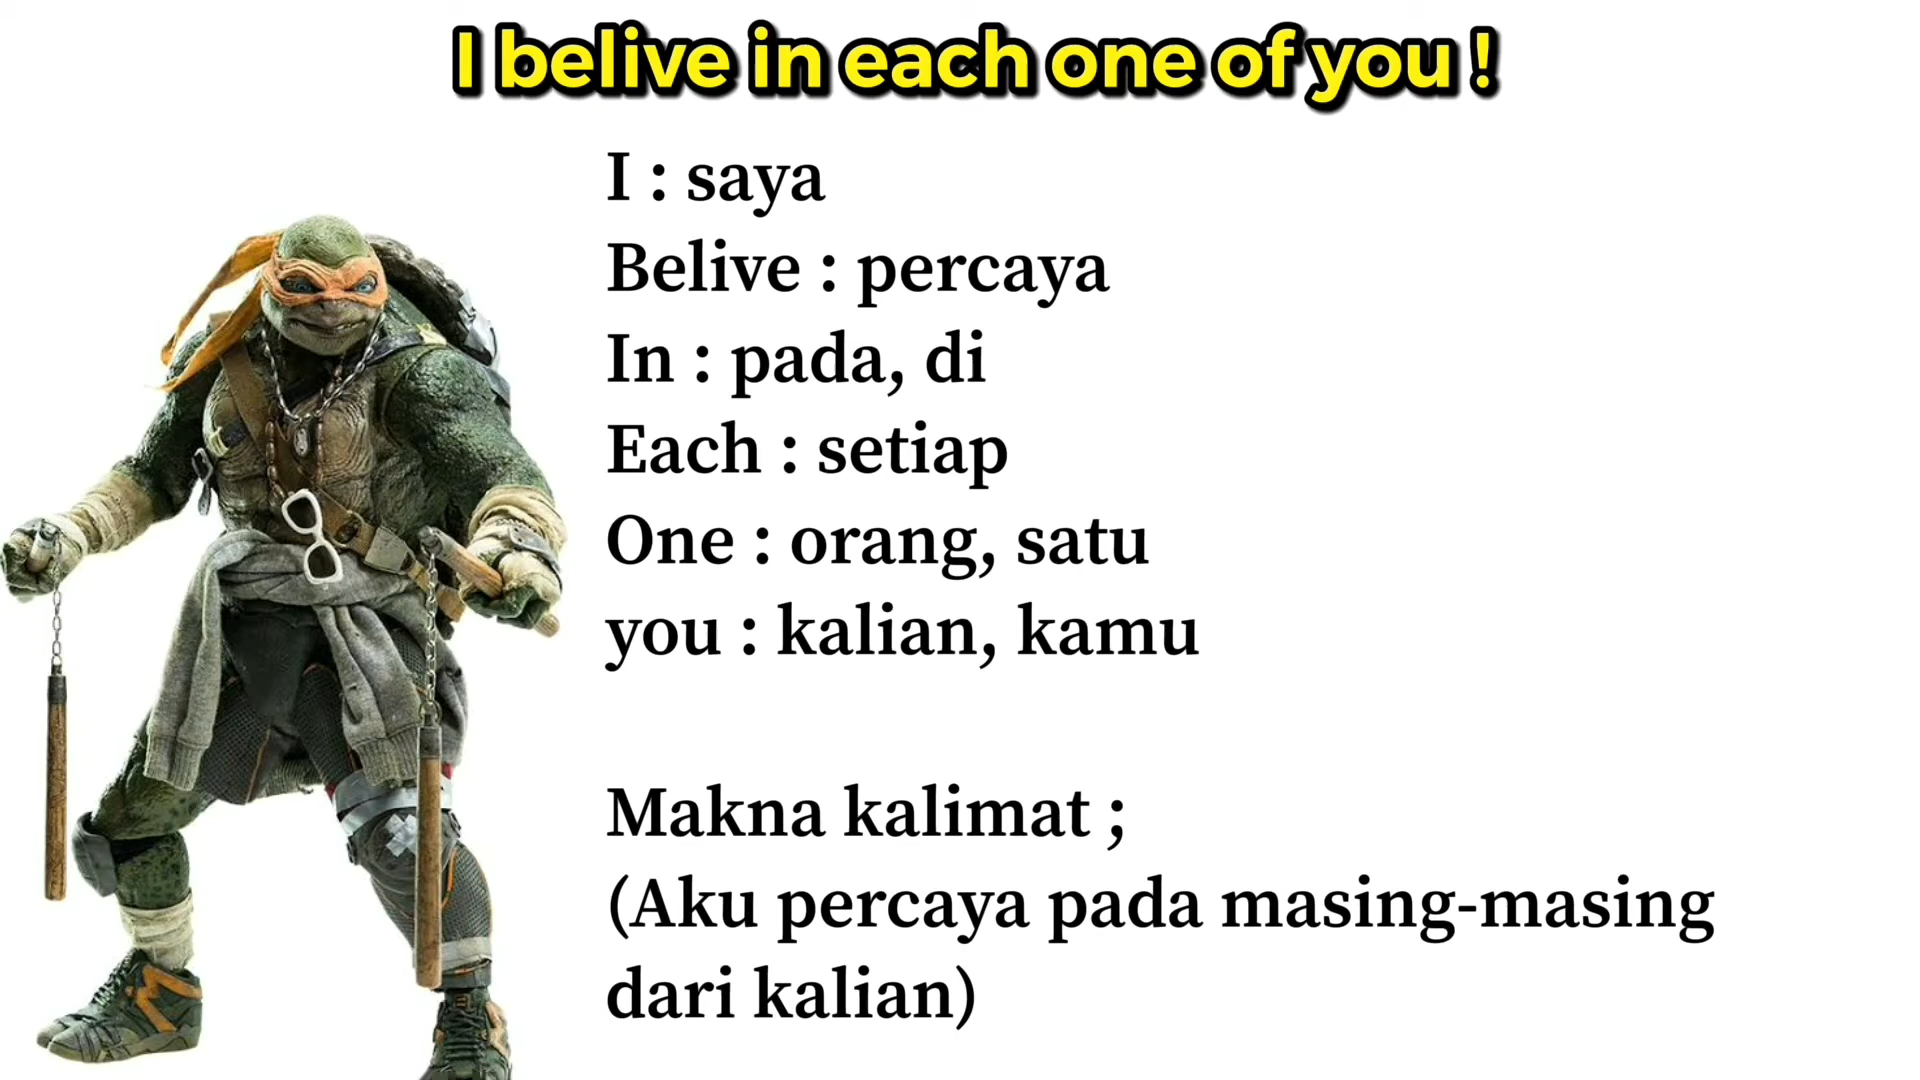 I belive in each one of you !
I : saya
Belive : percaya
In : pada, di
Each : setiap
One : orang, satu
you : kalian, kamu
Makna kalimat ;
(Aku percaya pada masing-masing
dari kalian)